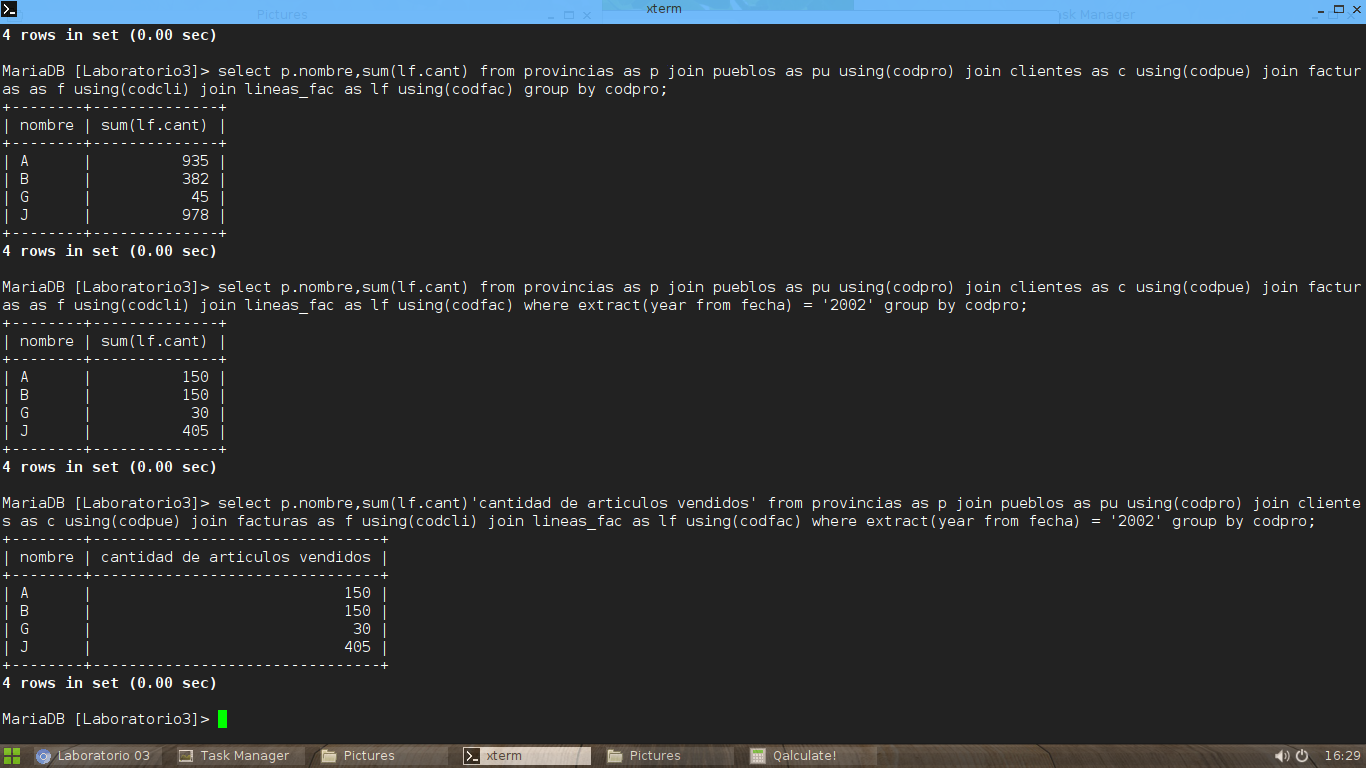 xterm
Pictures
Task Manager
4 rows in set (0.00 sec)
MariaDB [Laboratorio3]> select p.nombre,sum(lf.cant) from provincias as p join pueblos as pu using(codpro) join clientes as c using(codpue) join factur
as as f using(codcli) join lineas_fac as lf using(codfac) group by codpro;
+--------+--------------+
| nombre | sum(lf.cant) |
+--------+--------------+
| A      |          935 |
| B      |          382 |
| G      |           45 |
| J      |          978 |
+--------+--------------+
4 rows in set (0.00 sec)
MariaDB [Laboratorio3]> select p.nombre,sum(lf.cant) from provincias as p join pueblos as pu using(codpro) join clientes as c using(codpue) join factur
as as f using(codcli) join lineas_fac as lf using(codfac) where extract(year from fecha) = '2002' group by codpro;
+--------+--------------+
| nombre | sum(lf.cant) |
+--------+--------------+
| A      |          150 |
| B      |          150 |
| G      |           30 |
| J      |          405 |
+--------+--------------+
4 rows in set (0.00 sec)
MariaDB [Laboratorio3]> select p.nombre,sum(lf.cant)'cantidad de articulos vendidos' from provincias as p join pueblos as pu using(codpro) join cliente
s as c using(codpue) join facturas as f using(codcli) join lineas_fac as lf using(codfac) where extract(year from fecha) = '2002' group by codpro;
+--------+--------------------------------+
| nombre | cantidad de articulos vendidos |
+--------+--------------------------------+
| A      |                            150 |
| B      |                            150 |
| G      |                             30 |
| J      |                            405 |
+--------+--------------------------------+
4 rows in set (0.00 sec)
MariaDB [Laboratorio3]>
Laboratorio 03 Task Manager Pictures xterm Pictures Qalculate! 16:29